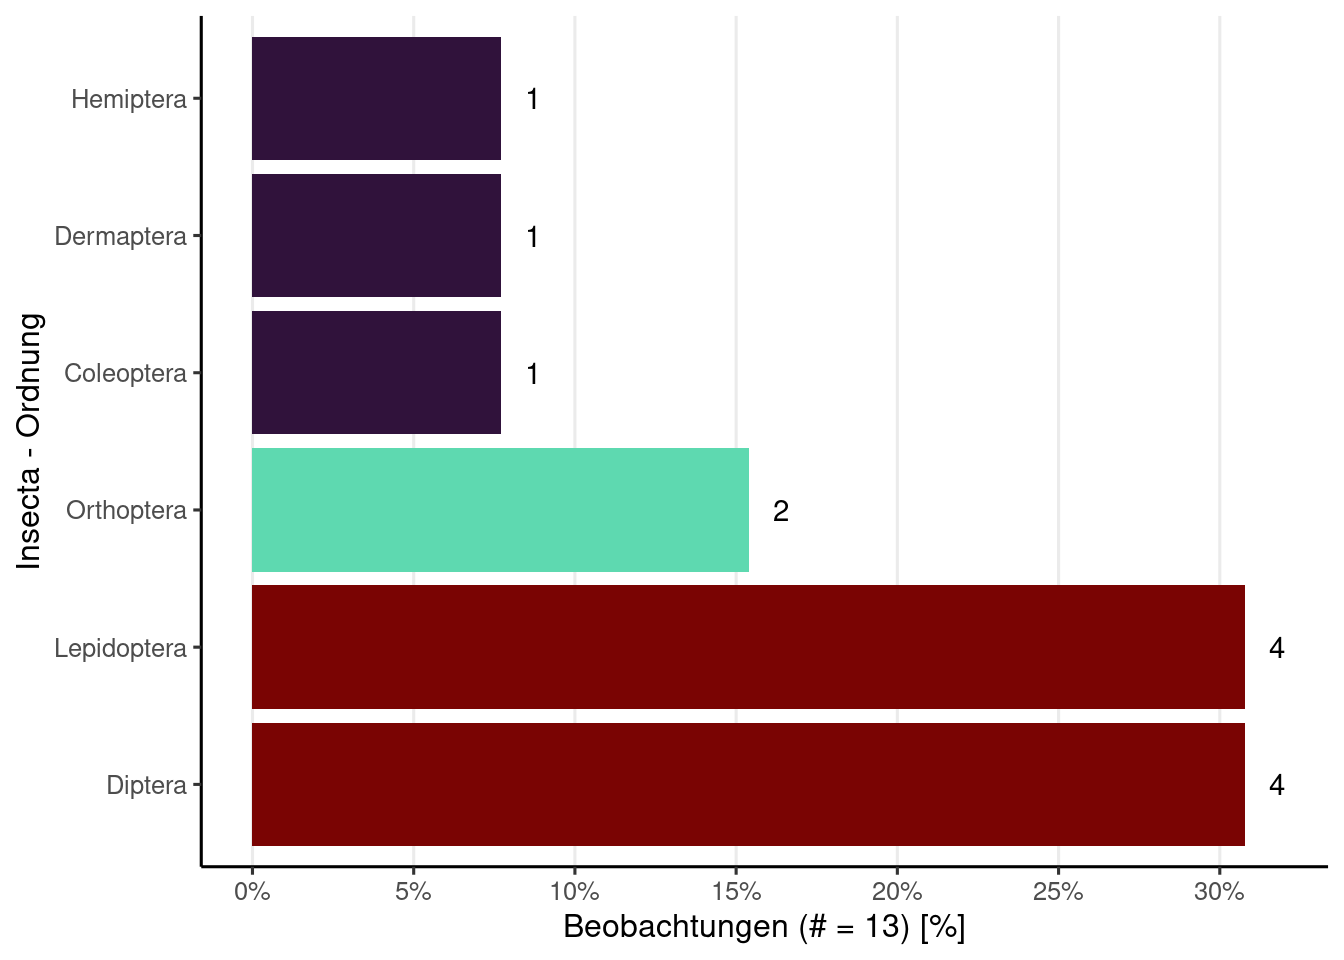 Insecta - Ordnung
Hemiptera 1
Dermaptera 1
Coleoptera 1
Orthoptera 2
Lepidoptera 4
Diptera 4
0% 5% 10% 15% 20% 25% 30%
Beobachtungen (# = 13) [%]